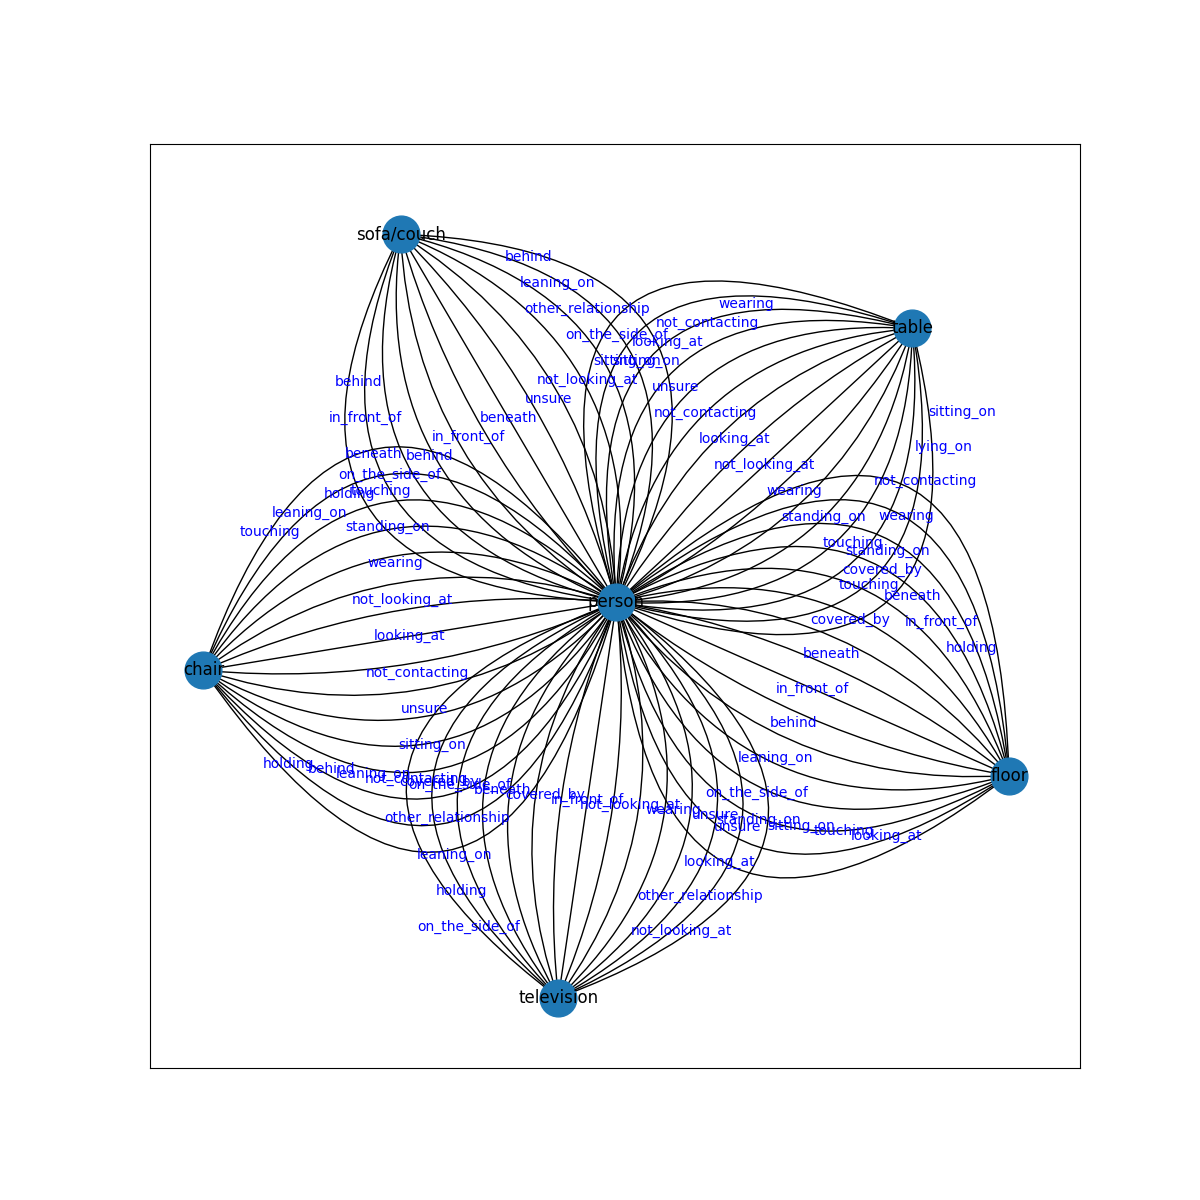 sofa/couch
behind
leaning_on
wearing
other_relationship
not_contacting
table
on_the_side_of
looking_at
sitting_on
sitting_on
behind
not_looking_at
unsure
unsure
in_front_of
beneath
not_contacting
sitting_on
in_front_of
looking_at
lying_on
beneath
behind
not_looking_at
on_the_side_of
not_contacting
holding
touching
wearing
leaning_on
standing_on
wearing
touching
standing_on
touching
standing_on
wearing
covered_by
touching
not_looking_at
person
beneath
covered_by
in_front_of
looking_at
beneath
holding
chair
not_contacting
in_front_of
unsure
behind
sitting_on
leaning_on
holding
behind
leaning_on
not_contacting
covered_by
on_the_side_of
beneath
covered_by
in_front_of
not_looking_at
wearing
floor
on_the_side_of
unsure
standing_on
other_relationship
unsure
sitting_on
touching
looking_at
leaning_on
looking_at
holding
other_relationship
on_the_side_of
not_looking_at
television